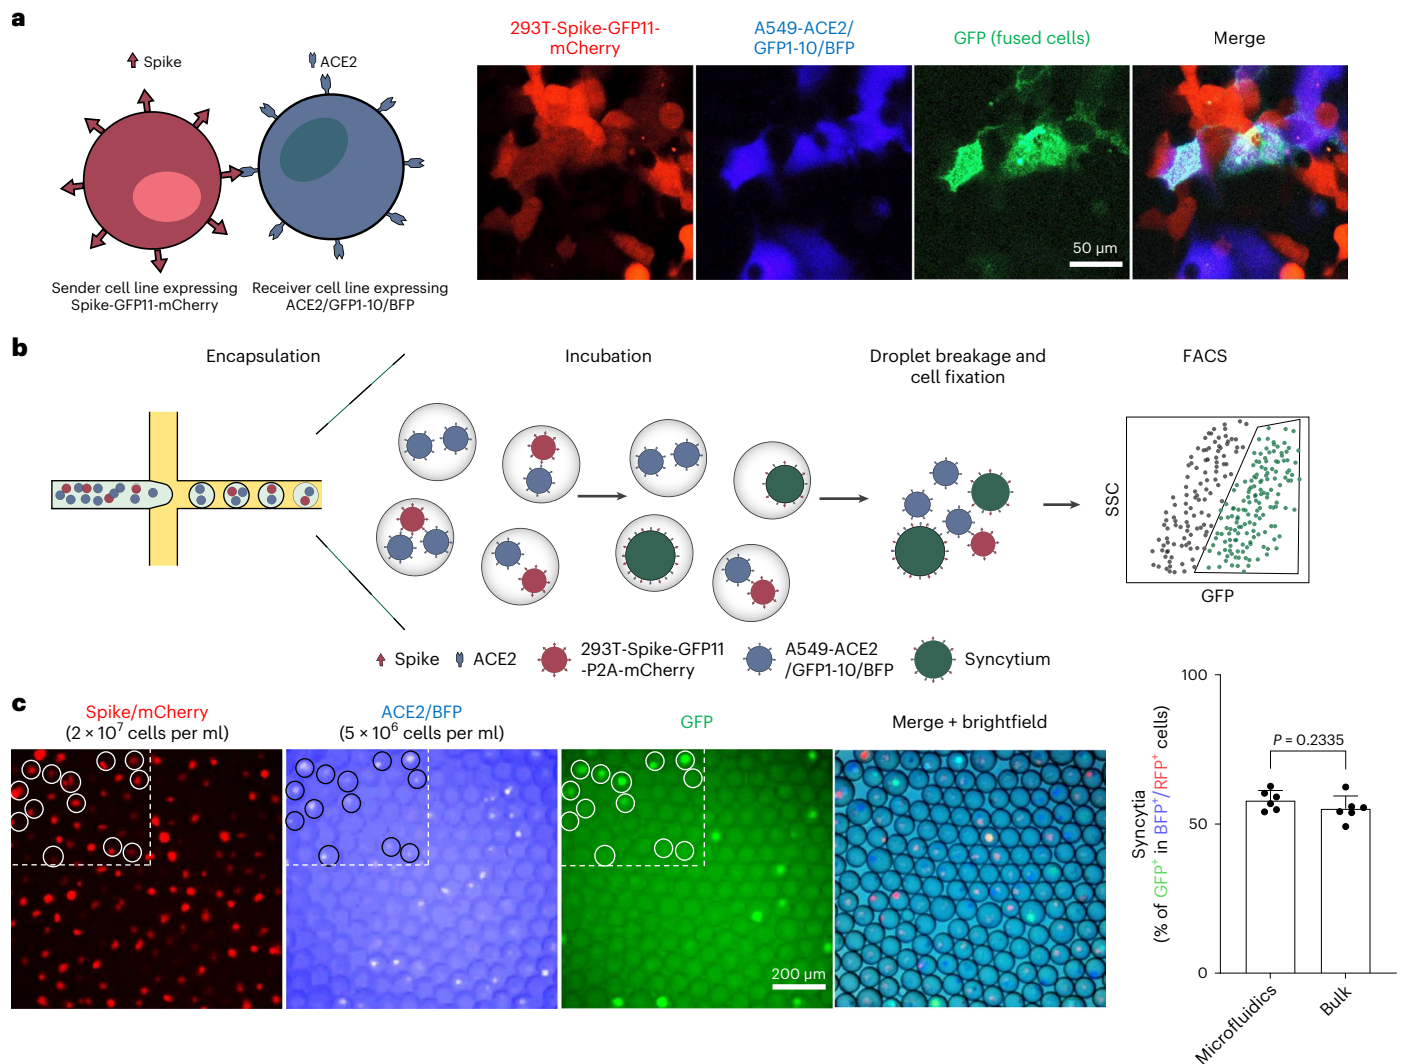 a
Spike
ACE2
Sender cell line expressing
Spike-GFP11-mCherry
Receiver cell line expressing
ACE2/GFP1-10/BFP
293T-Spike-GFP11-
mCherry
A549-ACE2/
GFP1-10/BFP
GFP (fused cells)
Merge
50 µm
b
Encapsulation
Incubation
Droplet breakage and
cell fixation
FACS
SSC
GFP
Spike
ACE2
293T-Spike-GFP11
-P2A-mCherry
A549-ACE2
/GFP1-10/BFP
Syncytium
c
Spike/mCherry
(2 × 10⁷ cells per ml)
ACE2/BFP
(5 × 10⁶ cells per ml)
GFP
Merge + brightfield
200 µm
Syncytia
(% of GFP⁺ in BFP⁺/RFP⁺ cells)
100
50
0
P = 0.2335
Microfluidics
Bulk